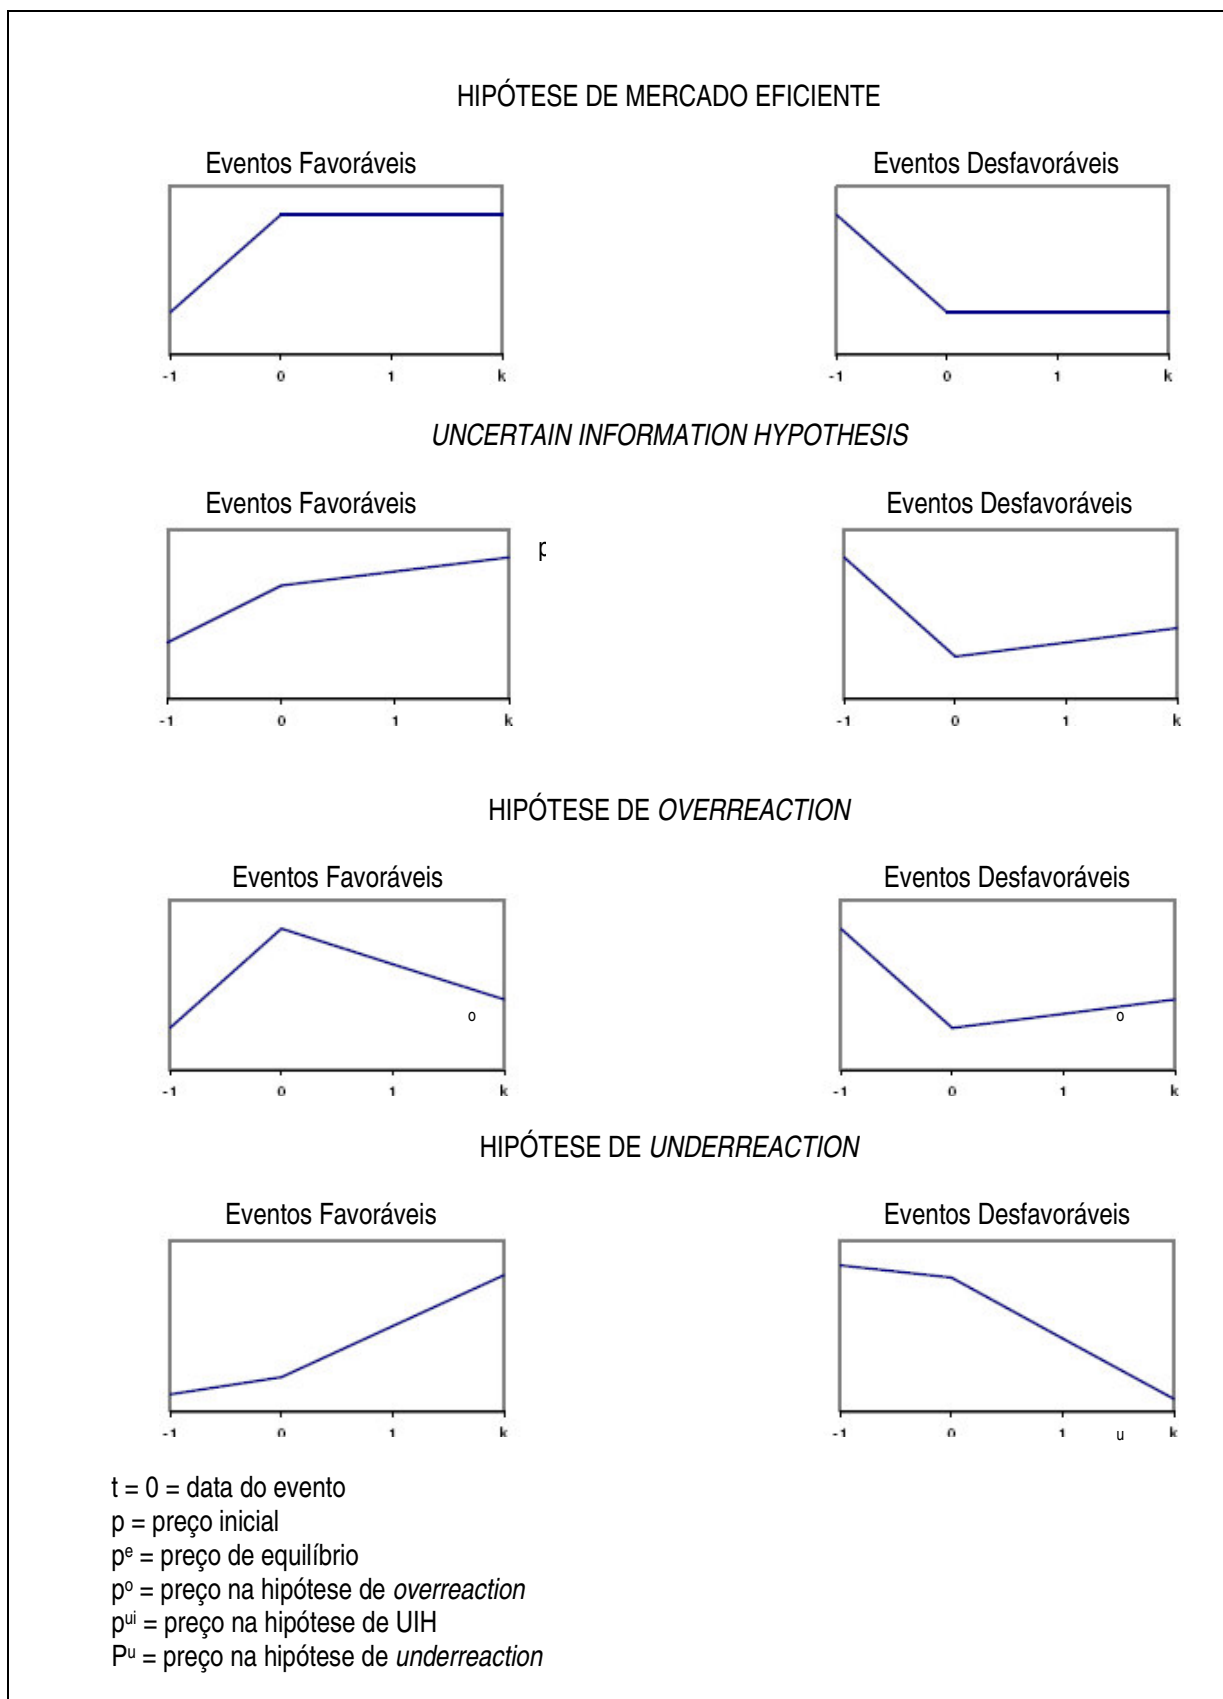 HIPÓTESE DE MERCADO EFICIENTE
Eventos Favoráveis Eventos Desfavoráveis
-1 0 1 k -1 0 1 k
UNCERTAIN INFORMATION HYPOTHESIS
Eventos Favoráveis Eventos Desfavoráveis
p
-1 0 1 k -1 0 1 k
HIPÓTESE DE OVERREACTION
Eventos Favoráveis Eventos Desfavoráveis
o o
-1 0 1 k -1 0 1 k
HIPÓTESE DE UNDERREACTION
Eventos Favoráveis Eventos Desfavoráveis
-1 0 1 k -1 0 1 u k
t = 0 = data do evento
p = preço inicial
pᵉ = preço de equilíbrio
pᵒ = preço na hipótese de overreaction
pᵘⁱ = preço na hipótese de UIH
Pᵘ = preço na hipótese de underreaction